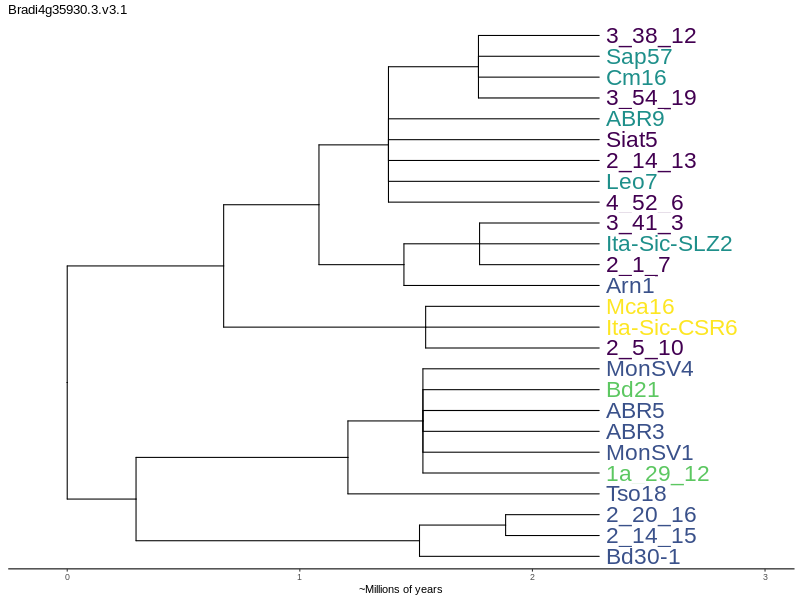 Bradi4g35930.3.v3.1
3_38_12
Sap57
Cm16
3_54_19
ABR9
Siat5
2_14_13
Leo7
4_52_6
3_41_3
Ita-Sic-SLZ2
2_1_7
Arn1
Mca16
Ita-Sic-CSR6
2_5_10
MonSV4
Bd21
ABR5
ABR3
MonSV1
1a_29_12
Tso18
2_20_16
2_14_15
Bd30-1
0 1 2 3
~Millions of years